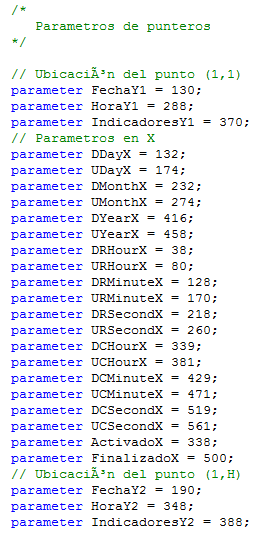 /*
Parametros de punteros
*/
// UbicaciÃ³n del punto (1,1)
parameter FechaY1 = 130;
parameter HoraY1 = 288;
parameter IndicadoresY1 = 370;
// Parametros en X
parameter DDayX = 132;
parameter UDayX = 174;
parameter DMonthX = 232;
parameter UMonthX = 274;
parameter DYearX = 416;
parameter UYearX = 458;
parameter DRHourX = 38;
parameter URHourX = 80;
parameter DRMinuteX = 128;
parameter URMinuteX = 170;
parameter DRSecondX = 218;
parameter URSecondX = 260;
parameter DCHourX = 339;
parameter UCHourX = 381;
parameter DCMinuteX = 429;
parameter UCMinuteX = 471;
parameter DCSecondX = 519;
parameter UCSecondX = 561;
parameter ActivadoX = 338;
parameter FinalizadoX = 500;
// UbicaciÃ³n del punto (1,H)
parameter FechaY2 = 190;
parameter HoraY2 = 348;
parameter IndicadoresY2 = 388;